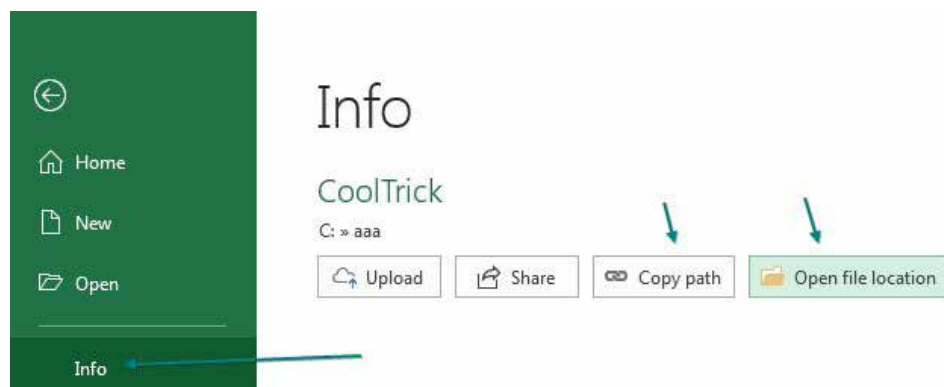 Info
Home
CoolTrick
New
C: » aaa
Upload Share Copy path Open file location
Open
Info